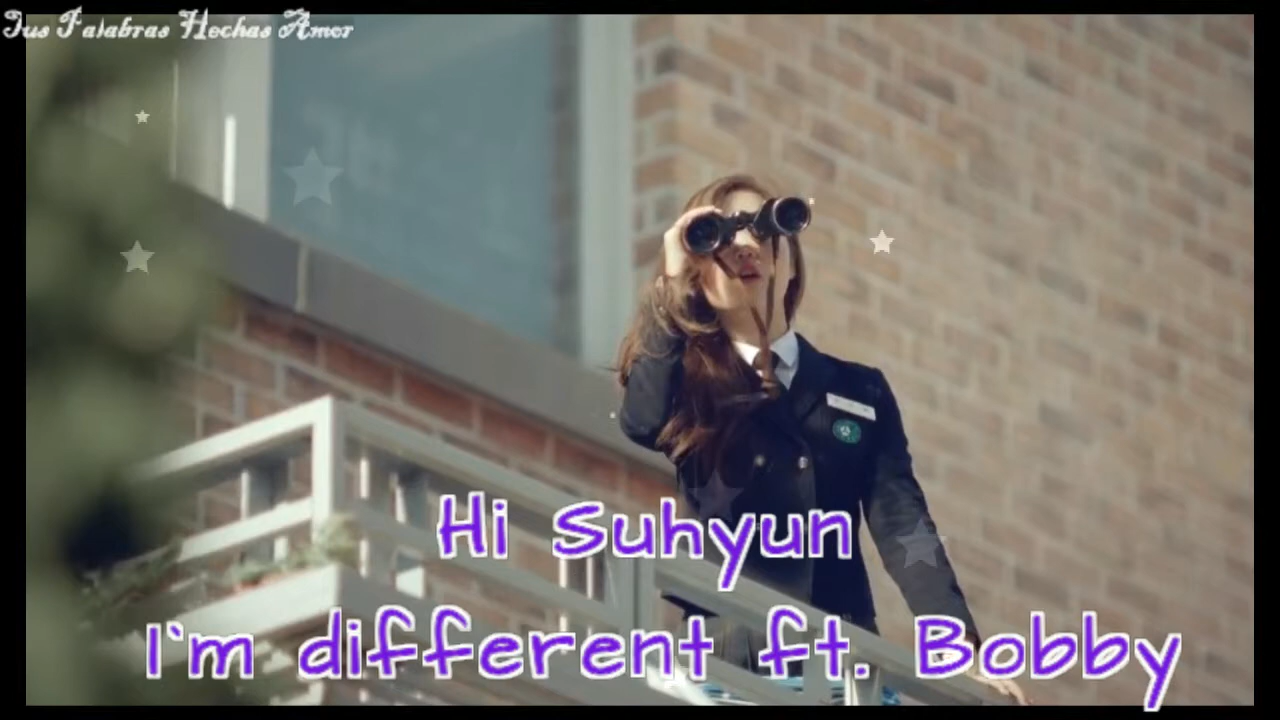 Tus Palabras Hechas Amor
Hi Suhyun
I'm different ft. Bobby